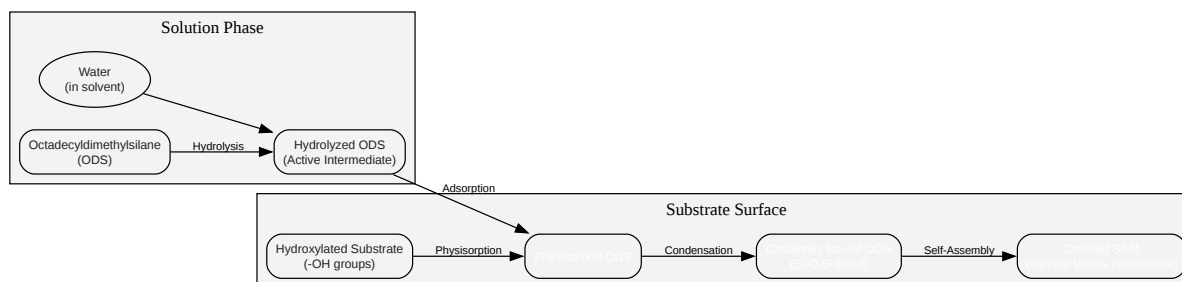 Solution Phase
Water
(in solvent)
Octadecyldimethylsilane
(ODS)
Hydrolysis
Hydrolyzed ODS
(Active Intermediate)
Adsorption
Substrate Surface
Hydroxylated Substrate
(-OH groups)
Physisorption
Physisorbed ODS
Condensation
Covalently Bound ODS
(Si-O-Si bond)
Self-Assembly
Ordered SAM
(van der Waals interactions)